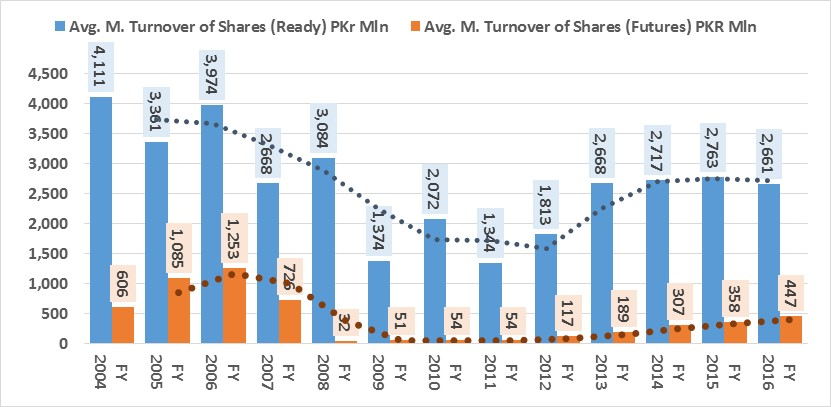 Avg. M. Turnover of Shares (Ready) PKr Mln
Avg. M. Turnover of Shares (Futures) PKR Mln
4,500
4,000
3,500
3,000
2,500
2,000
1,500
1,000
500
0
4,111
3,361
3,974
2,668
3,084
1,374
2,072
1,344
1,813
2,668
2,717
2,763
2,661
606
1,085
1,253
726
32
51
54
54
117
189
307
358
447
FY 2004
FY 2005
FY 2006
FY 2007
FY 2008
FY 2009
FY 2010
FY 2011
FY 2012
FY 2013
FY 2014
FY 2015
FY 2016